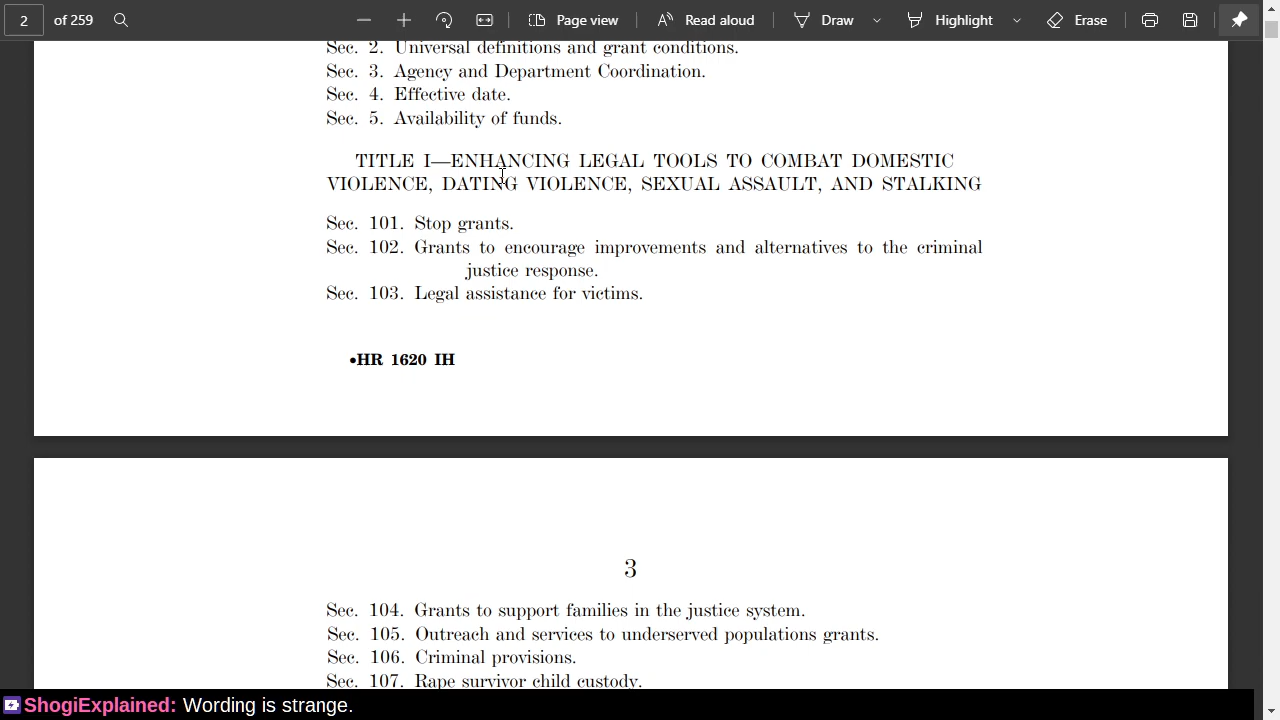 2 of 259 Page view Read aloud Draw Highlight Erase
Sec. 2. Universal definitions and grant conditions.
Sec. 3. Agency and Department Coordination.
Sec. 4. Effective date.
Sec. 5. Availability of funds.
TITLE I—ENHANCING LEGAL TOOLS TO COMBAT DOMESTIC
VIOLENCE, DATING VIOLENCE, SEXUAL ASSAULT, AND STALKING
Sec. 101. Stop grants.
Sec. 102. Grants to encourage improvements and alternatives to the criminal
justice response.
Sec. 103. Legal assistance for victims.
•HR 1620 IH
3
Sec. 104. Grants to support families in the justice system.
Sec. 105. Outreach and services to underserved populations grants.
Sec. 106. Criminal provisions.
Sec. 107. Rape survivor child custody.
ShogiExplained: Wording is strange.